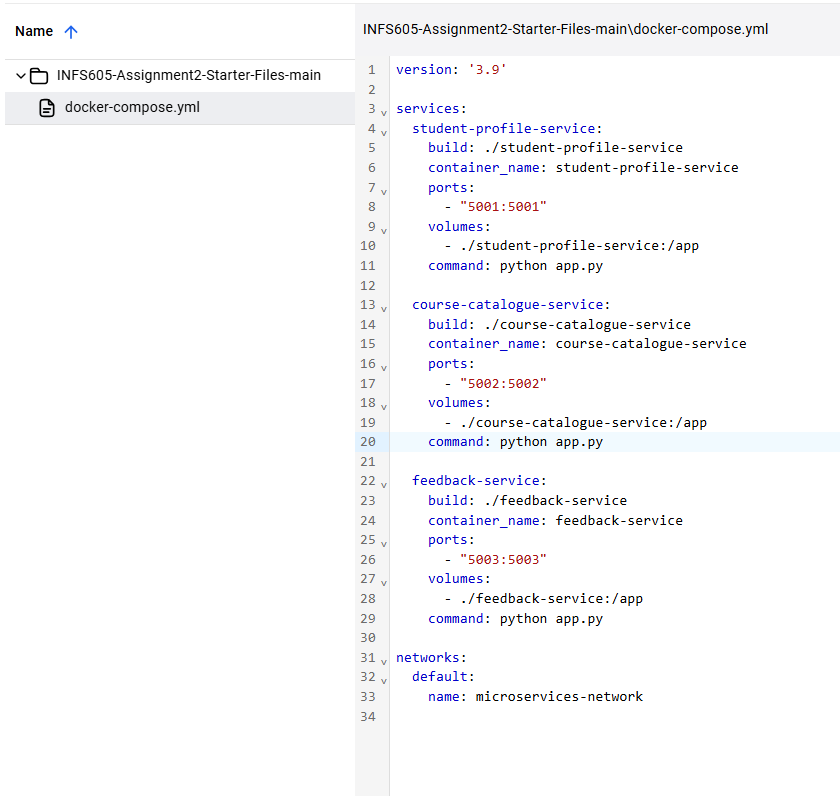 Name
INFS605-Assignment2-Starter-Files-main
docker-compose.yml
INFS605-Assignment2-Starter-Files-main\docker-compose.yml
1 version: '3.9'
2
3 services:
4   student-profile-service:
5     build: ./student-profile-service
6     container_name: student-profile-service
7     ports:
8       - "5001:5001"
9     volumes:
10       - ./student-profile-service:/app
11     command: python app.py
12
13   course-catalogue-service:
14     build: ./course-catalogue-service
15     container_name: course-catalogue-service
16     ports:
17       - "5002:5002"
18     volumes:
19       - ./course-catalogue-service:/app
20     command: python app.py
21
22   feedback-service:
23     build: ./feedback-service
24     container_name: feedback-service
25     ports:
26       - "5003:5003"
27     volumes:
28       - ./feedback-service:/app
29     command: python app.py
30
31 networks:
32   default:
33     name: microservices-network
34